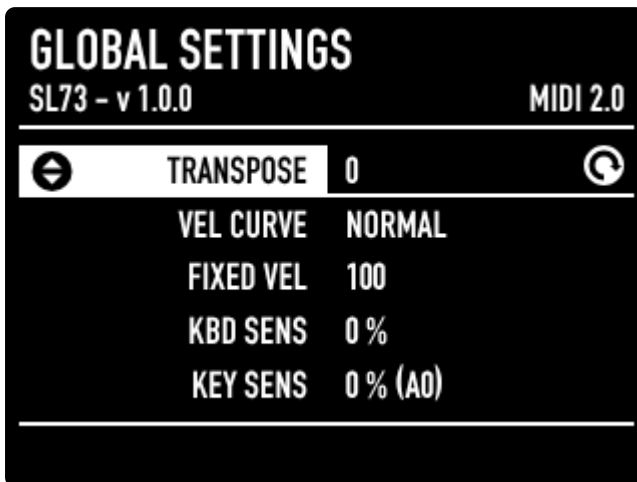 GLOBAL SETTINGS
SL73 – v 1.0.0 MIDI 2.0
TRANSPOSE 0
VEL CURVE NORMAL
FIXED VEL 100
KBD SENS 0 %
KEY SENS 0 % (A0)